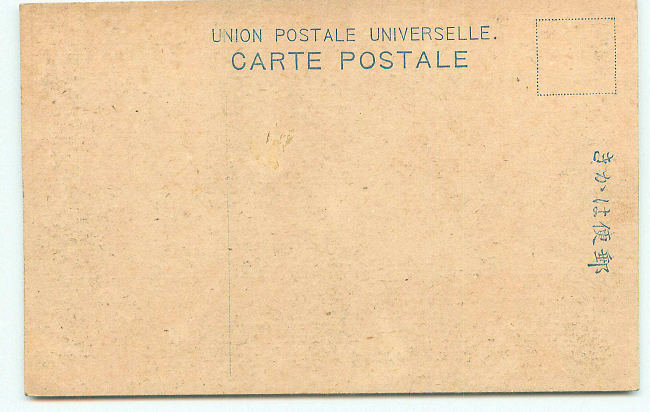 UNION POSTALE UNIVERSELLE.
CARTE POSTALE
きかは便郵